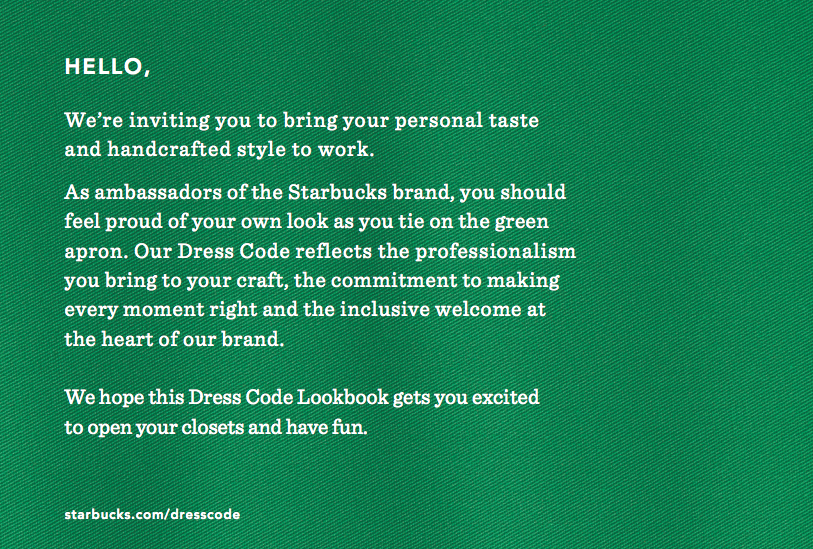 HELLO,
We’re inviting you to bring your personal taste
and handcrafted style to work.
As ambassadors of the Starbucks brand, you should
feel proud of your own look as you tie on the green
apron. Our Dress Code reflects the professionalism
you bring to your craft, the commitment to making
every moment right and the inclusive welcome at
the heart of our brand.
We hope this Dress Code Lookbook gets you excited
to open your closets and have fun.
starbucks.com/dresscode